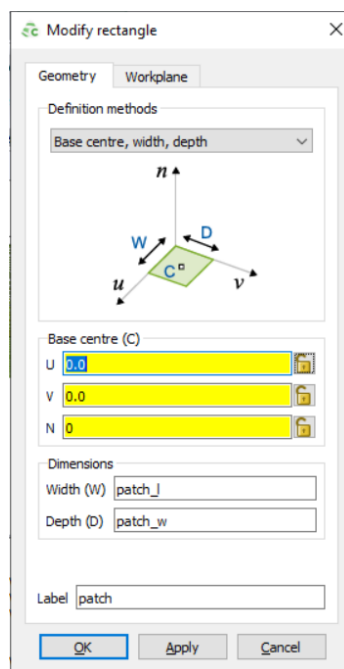 Modify rectangle
Geometry Workplane
Definition methods
Base centre, width, depth
n
W D
C
u v
Base centre (C)
U 0.0
V 0.0
N 0
Dimensions
Width (W) patch_l
Depth (D) patch_w
Label patch
OK Apply Cancel